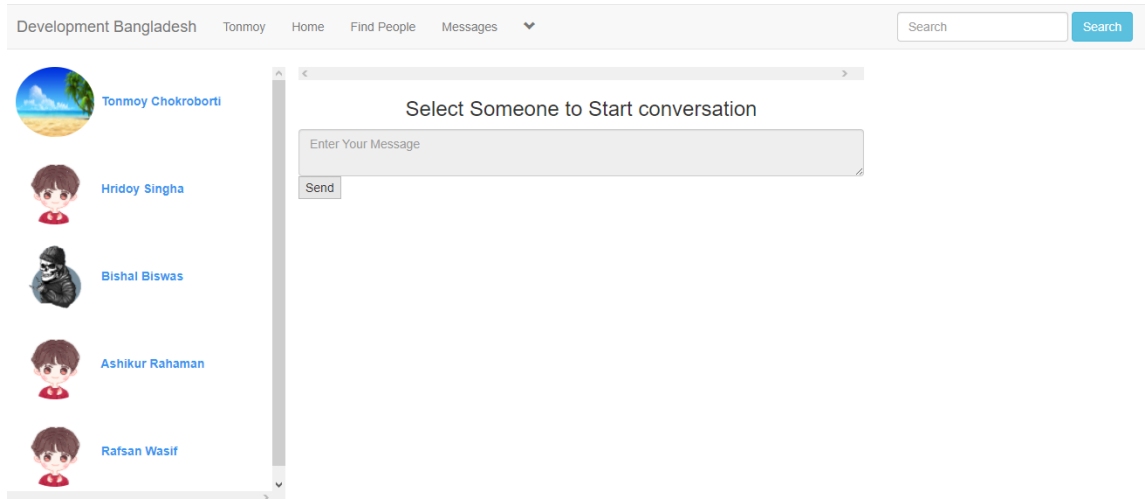 Development Bangladesh Tonmoy Home Find People Messages Search Search
Tonmoy Chokroborti
Hridoy Singha
Bishal Biswas
Ashikur Rahaman
Rafsan Wasif
Select Someone to Start conversation
Enter Your Message
Send